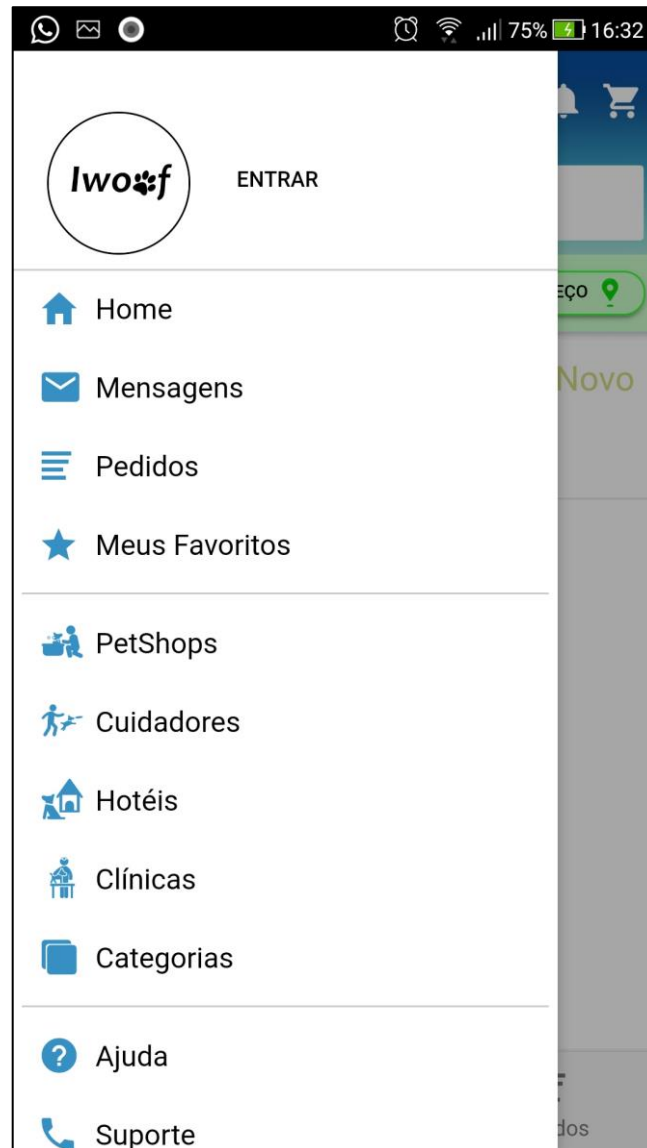 75% 16:32
Iwoof
ENTRAR
EÇO
Home
Novo
Mensagens
Pedidos
Meus Favoritos
PetShops
Cuidadores
Hotéis
Clínicas
Categorias
Ajuda
Suporte
dos